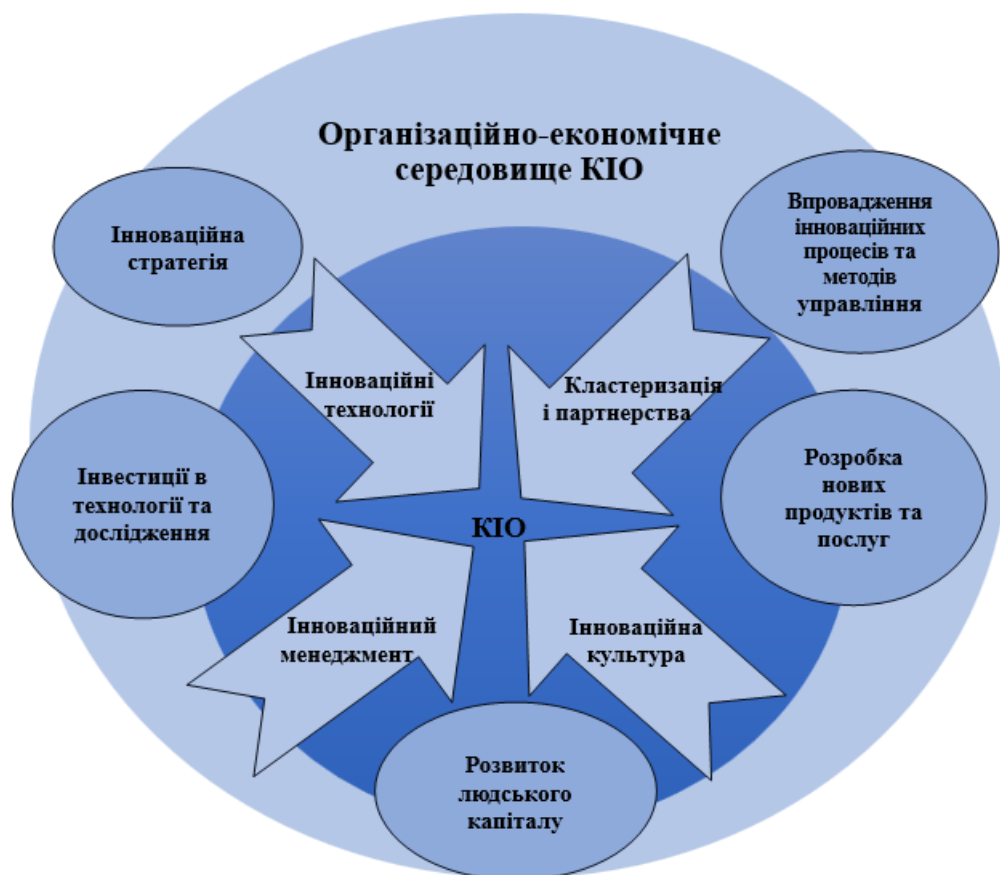 Організаційно-економічне
середовище КІО
Інноваційна
стратегія
Впровадження
інноваційних
процесів та
методів
управління
Інноваційні
технології
Кластеризація
і партнерства
Інвестиції в
технології та
дослідження
Розробка
нових
продуктів та
послуг
КІО
Інноваційний
менеджмент
Інноваційна
культура
Розвиток
людського
капіталу